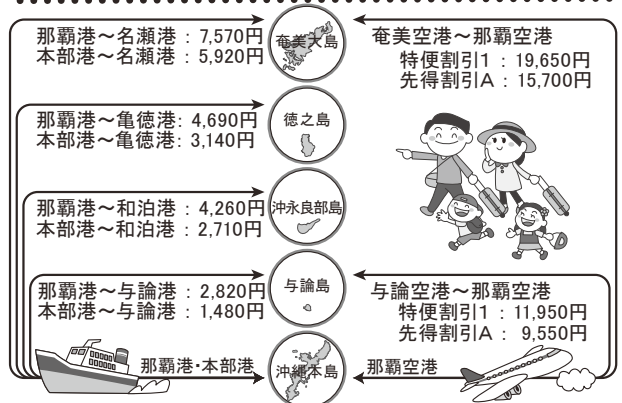 那覇港～名瀬港：7,570円
本部港～名瀬港：5,920円
奄美大島
奄美空港～那覇空港
特便割引1：19,650円
先得割引A：15,700円
那覇港～亀徳港：4,690円
本部港～亀徳港：3,140円
徳之島
那覇港～和泊港：4,260円
本部港～和泊港：2,710円
沖永良部島
那覇港～与論港：2,820円
本部港～与論港：1,480円
与論島
与論空港～那覇空港
特便割引1：11,950円
先得割引A：9,550円
那覇港・本部港
沖縄本島
那覇空港